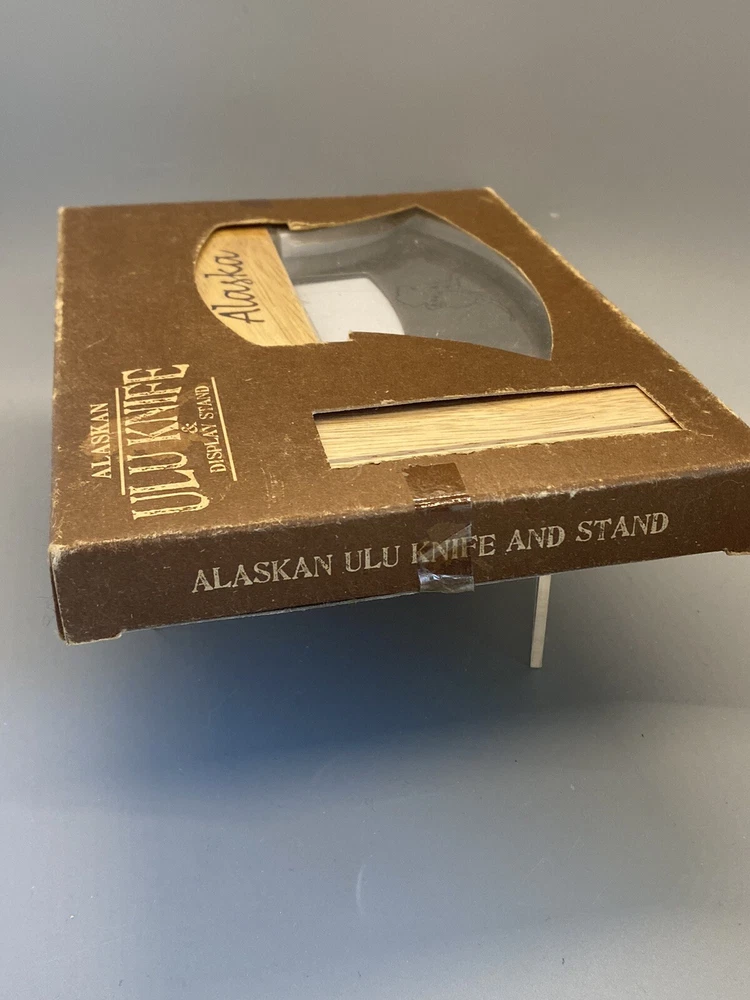 Alaska
ALASKAN
ULU KNIFE
&
DISPLAY STAND
ALASKAN ULU KNIFE AND STAND